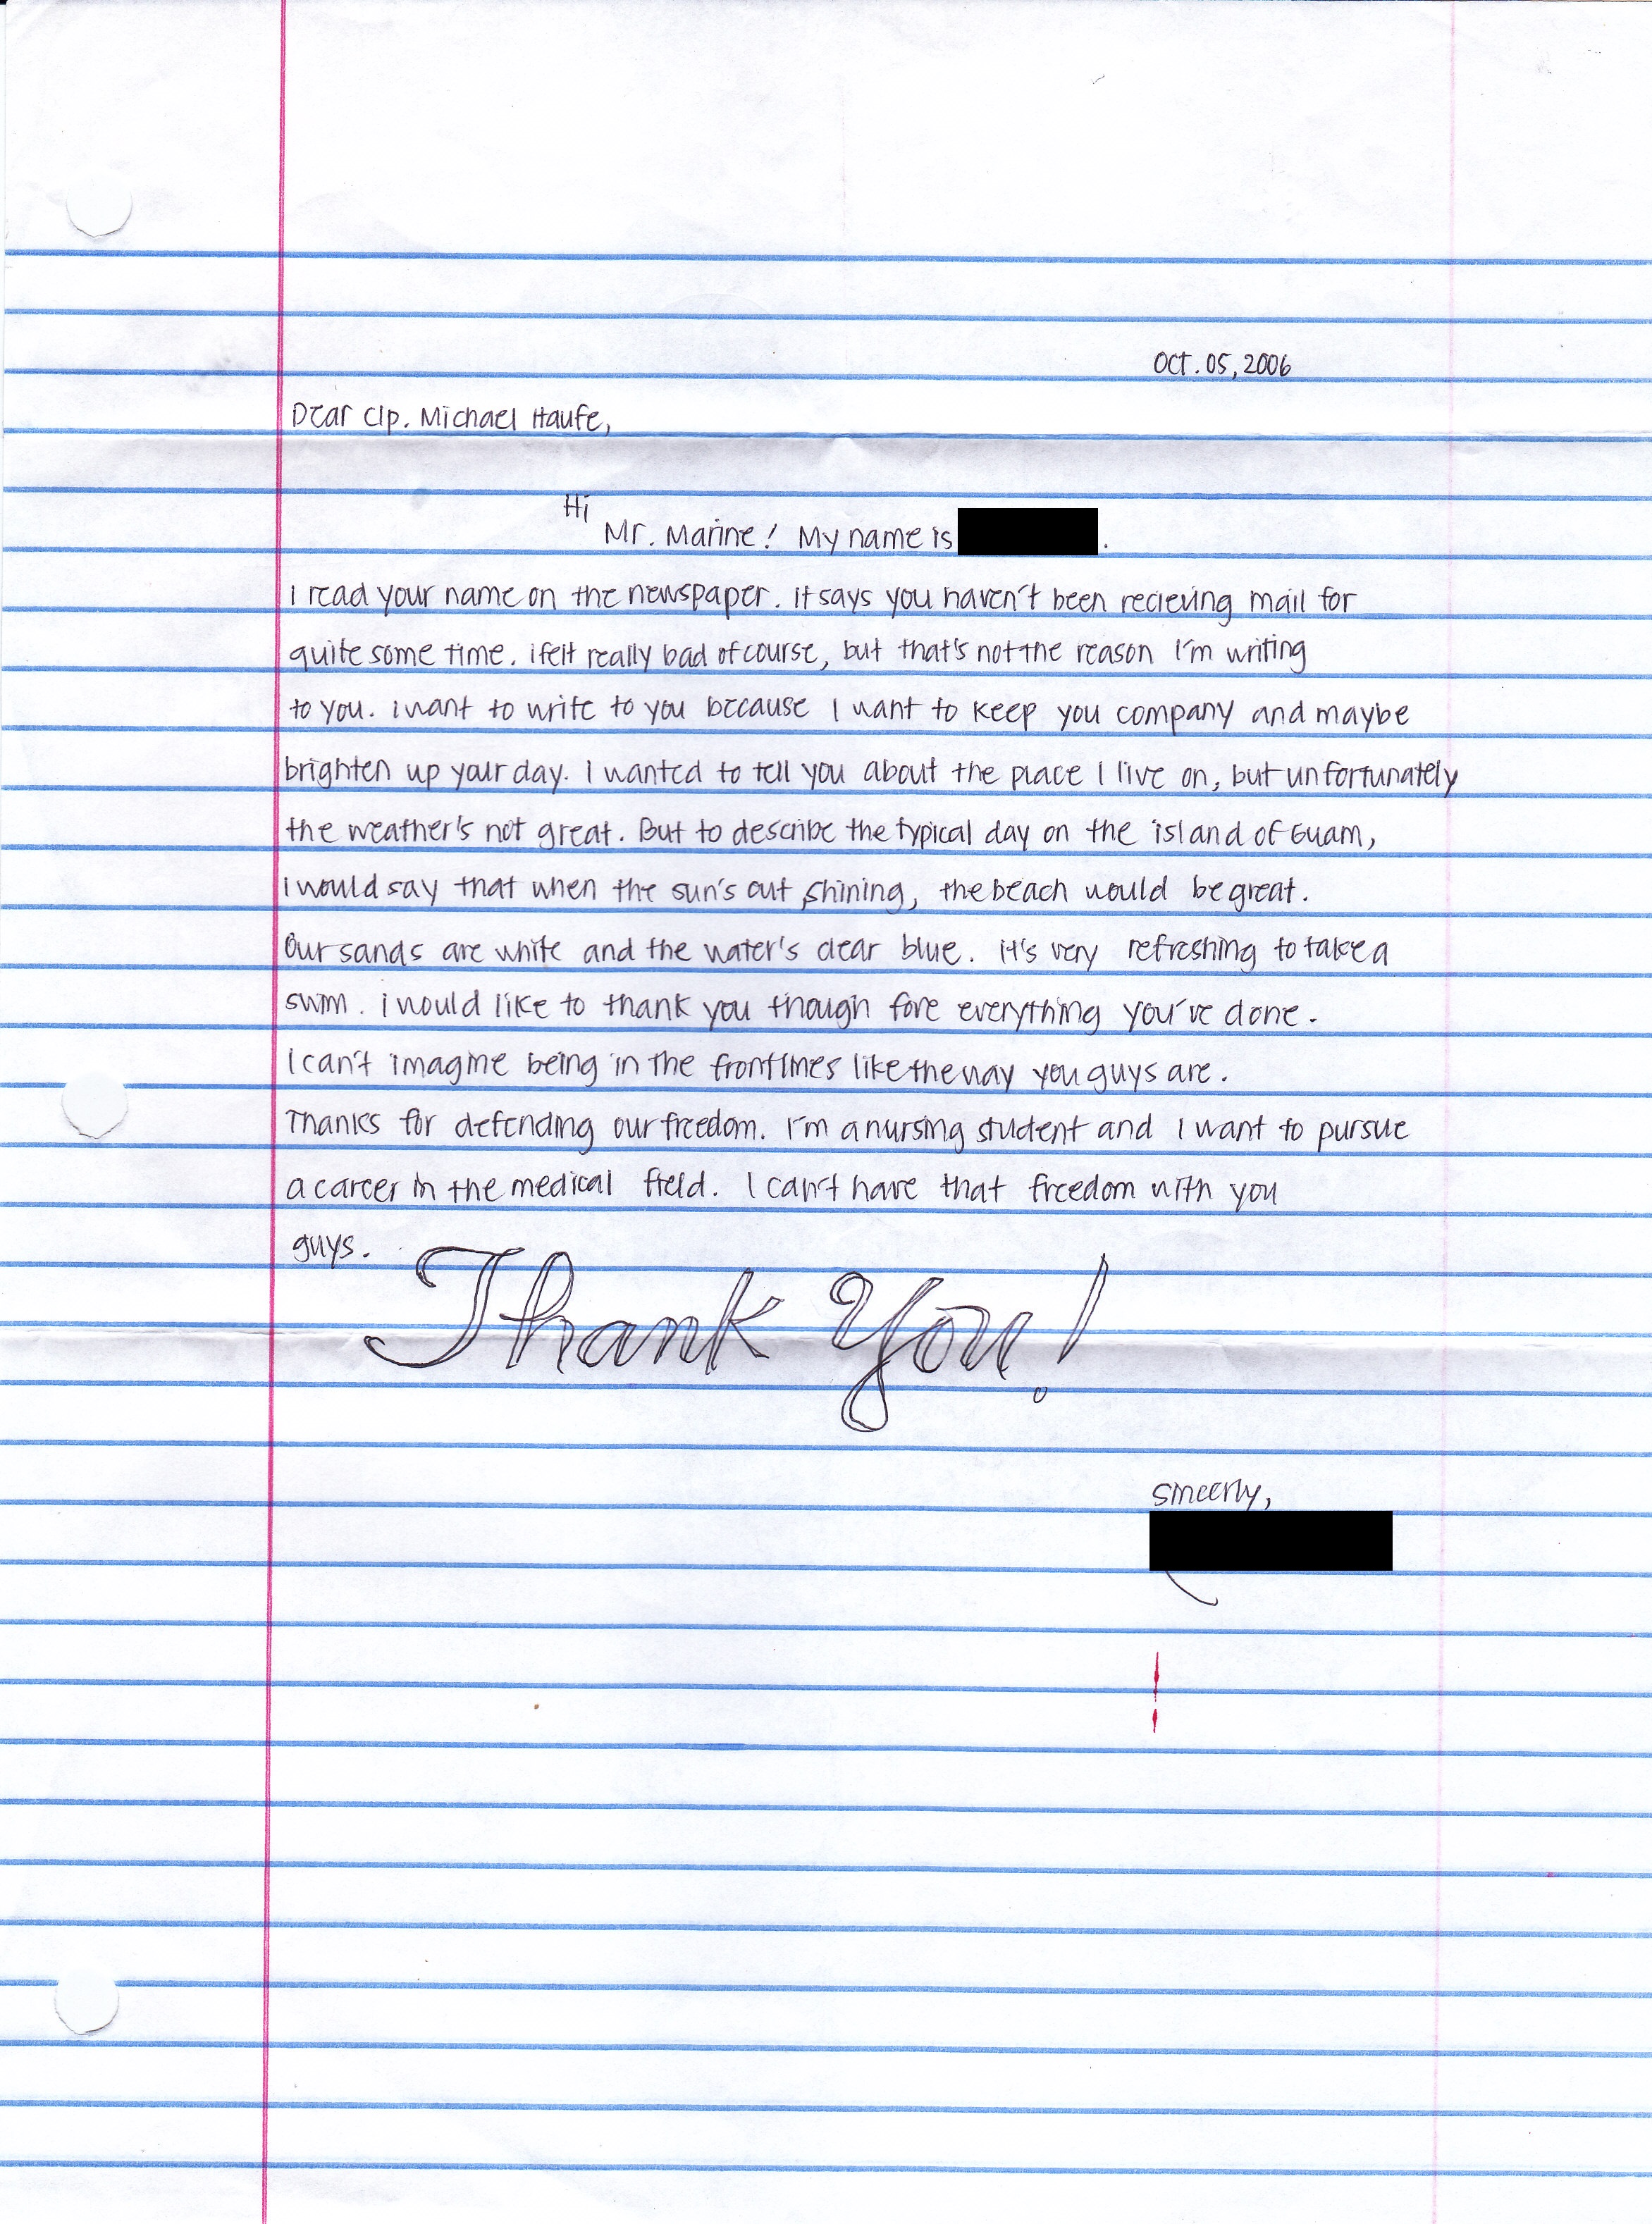 Oct. 05, 2006
Dear Clp. Michael Haufe,
Hi
Mr. Marine! My name is
.
I read your name on the newspaper. It says you haven't been recieving mail for
quite some time. I felt really bad of course, but that's not the reason I'm writing
to you. I want to write to you because I want to keep you company and maybe
brighten up your day. I wanted to tell you about the place I live on, but unfortunately
the weather's not great. But to describe the typical day on the island of Guam,
I would say that when the sun's out shining, the beach would be great.
Our sands are white and the water's clear blue. It's very refreshing to take a
swim. I would like to thank you though fore everything you've done.
I can't imagine being in the frontlines like the way you guys are.
Thanks for defending our freedom. I'm a nursing student and I want to pursue
a career in the medical field. I can't have that freedom with you
guys.
Thank You!
Sincerly,